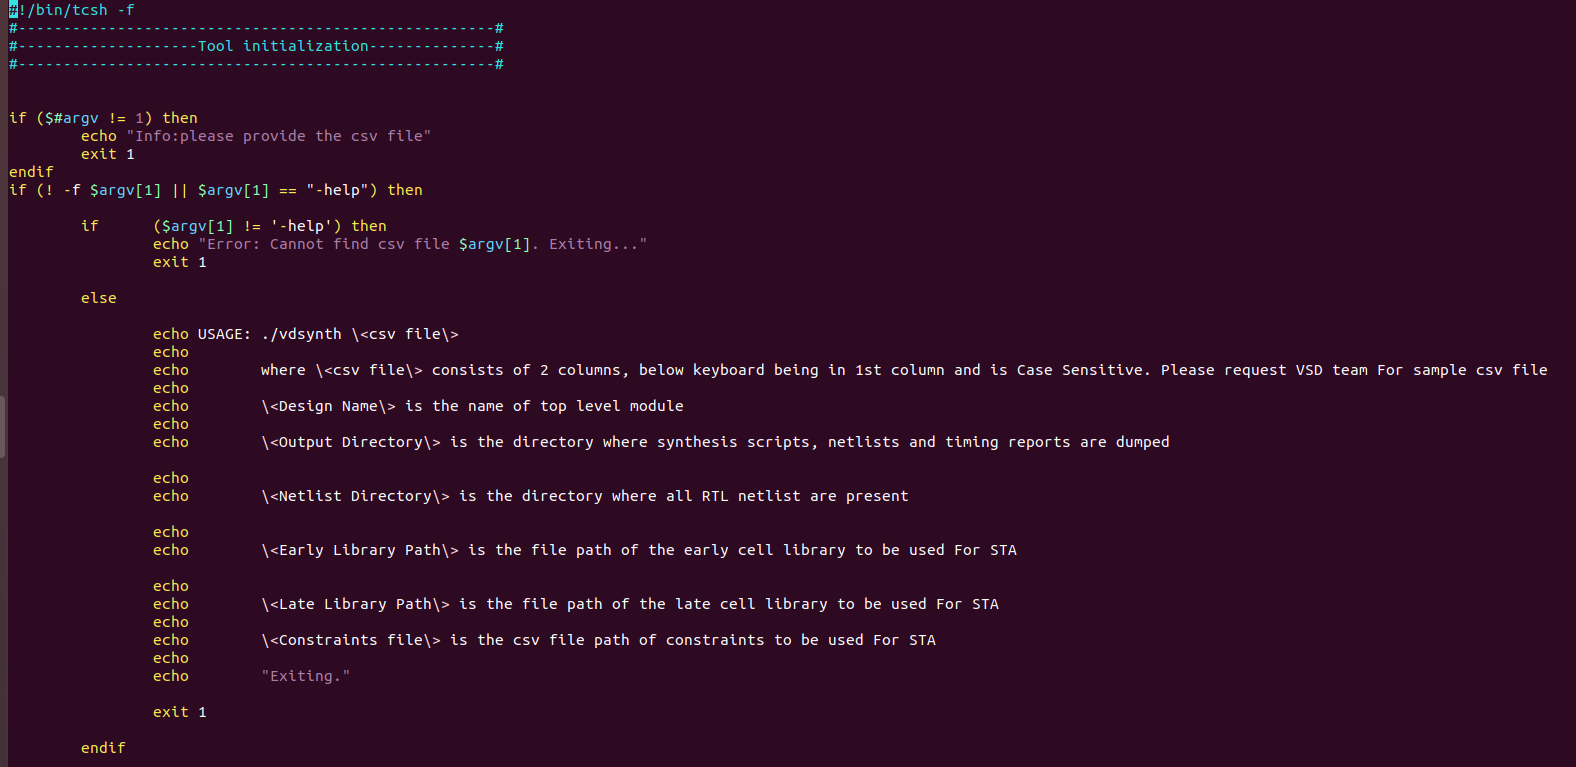 #!/bin/tcsh -f
#-----------------------------------------------------#
#--------------------Tool initialization--------------#
#-----------------------------------------------------#
if ($#argv != 1) then
echo "Info:please provide the csv file"
exit 1
endif
if (! -f $argv[1] || $argv[1] == "-help") then
if ($argv[1] != '-help') then
echo "Error: Cannot find csv file $argv[1]. Exiting..."
exit 1
else
echo USAGE: ./vdsynth \<csv file\>
echo
echo where \<csv file\> consists of 2 columns, below keyboard being in 1st column and is Case Sensitive. Please request VSD team For sample csv file
echo
echo \<Design Name\> is the name of top level module
echo
echo \<Output Directory\> is the directory where synthesis scripts, netlists and timing reports are dumped
echo
echo \<Netlist Directory\> is the directory where all RTL netlist are present
echo
echo \<Early Library Path\> is the file path of the early cell library to be used For STA
echo
echo \<Late Library Path\> is the file path of the late cell library to be used For STA
echo
echo \<Constraints file\> is the csv file path of constraints to be used For STA
echo
echo "Exiting."
exit 1
endif